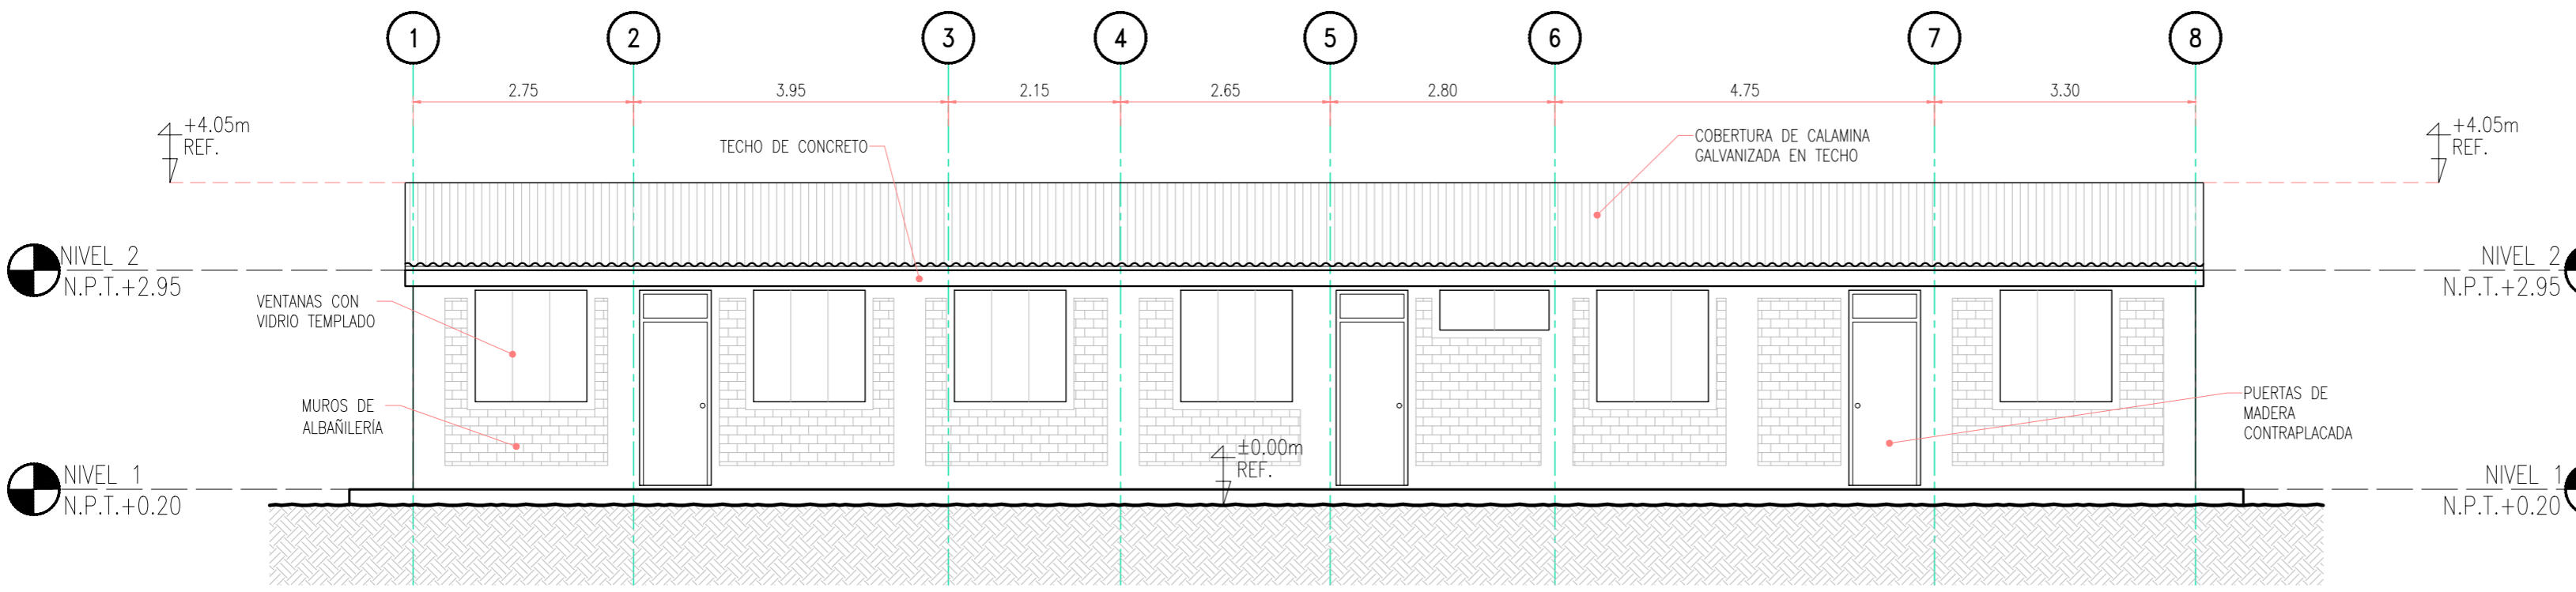 1 2 3 4 5 6 7 8
2.75 3.95 2.15 2.65 2.80 4.75 3.30
+4.05m
REF.
TECHO DE CONCRETO
COBERTURA DE CALAMINA
GALVANIZADA EN TECHO
+4.05m
REF.
NIVEL 2
N.P.T.+2.95
NIVEL 2
N.P.T.+2.95
VENTANAS CON
VIDRIO TEMPLADO
MUROS DE
ALBAÑILERÍA
PUERTAS DE
MADERA
CONTRAPLACADA
±0.00m
REF.
NIVEL 1
N.P.T.+0.20
NIVEL 1
N.P.T.+0.20